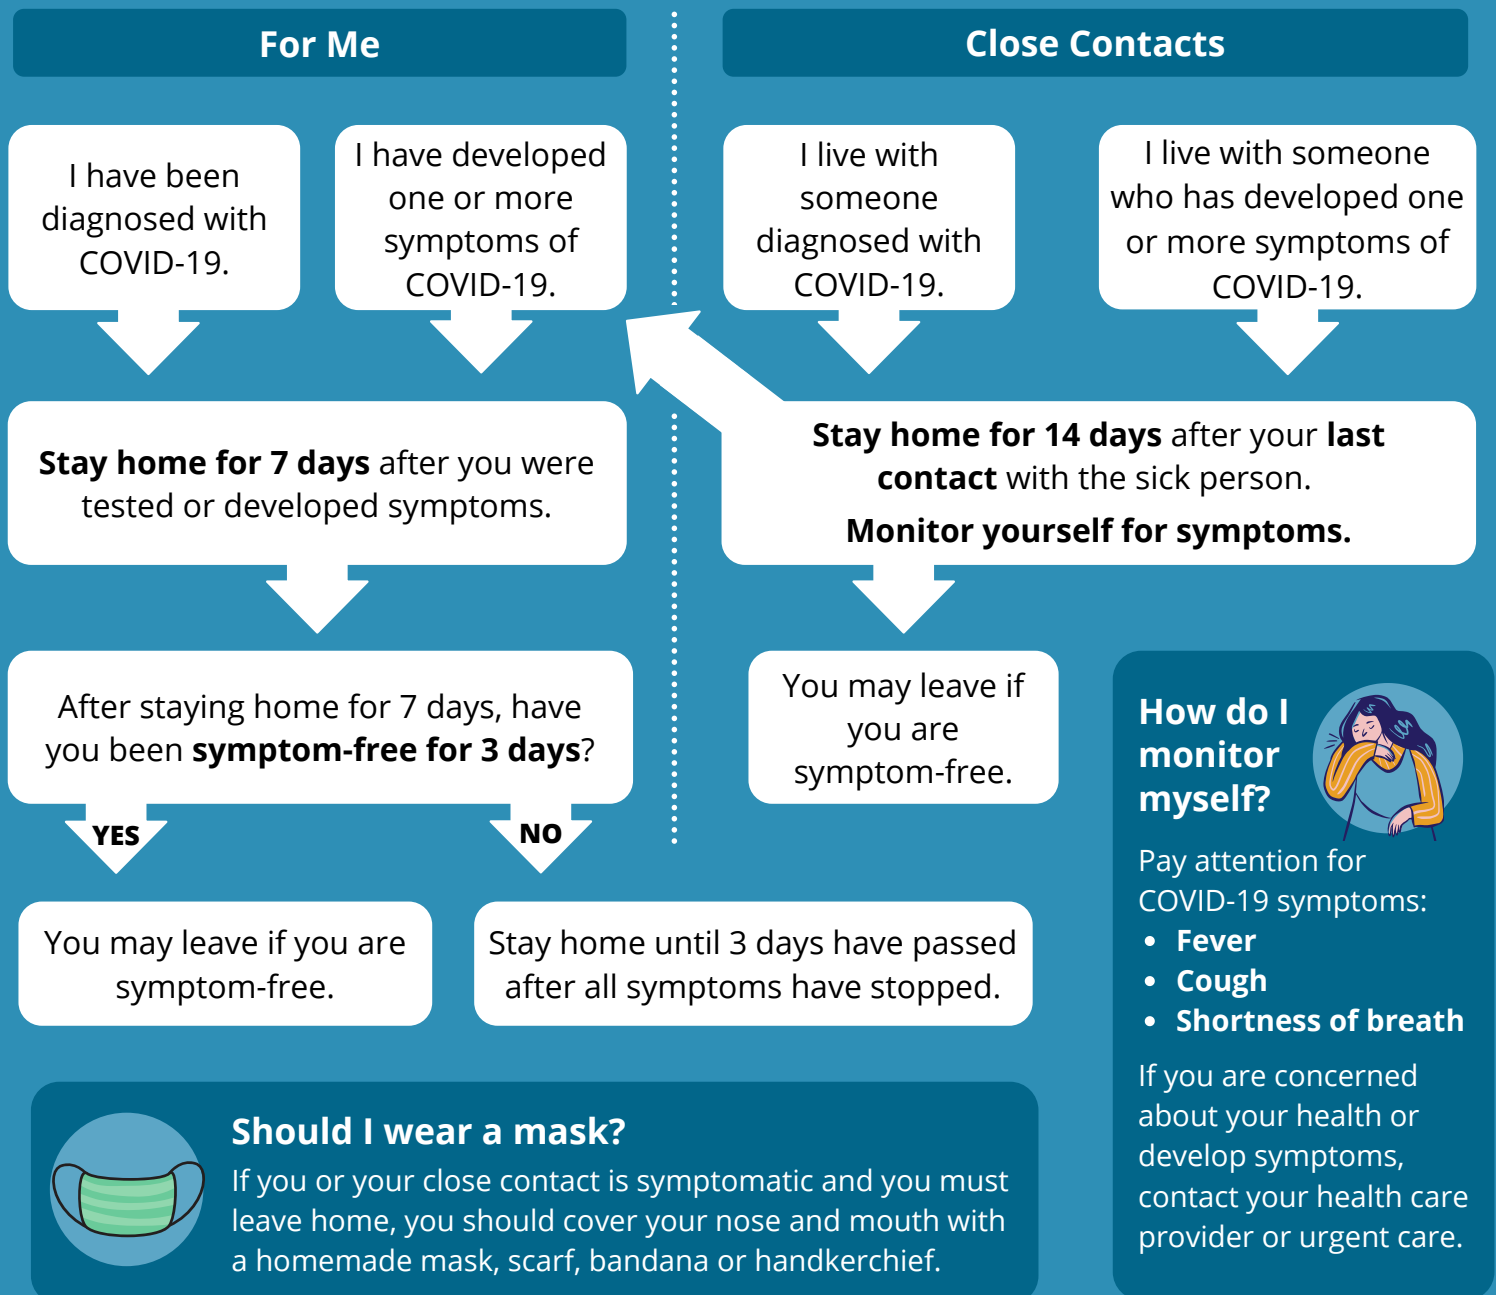 For Me
I have been
diagnosed with
COVID-19.
I have developed
one or more
symptoms of
COVID-19.
Stay home for 7 days after you were
tested or developed symptoms.
After staying home for 7 days, have
you been symptom-free for 3 days?
YES
NO
You may leave if you are
symptom-free.
Stay home until 3 days have passed
after all symptoms have stopped.
Close Contacts
I live with
someone
diagnosed with
COVID-19.
I live with someone
who has developed one
or more symptoms of
COVID-19.
Stay home for 14 days after your last
contact with the sick person.
Monitor yourself for symptoms.
You may leave if
you are
symptom-free.
How do I
monitor
myself?
Pay attention for
COVID-19 symptoms:
• Fever
• Cough
• Shortness of breath
If you are concerned
about your health or
develop symptoms,
contact your health care
provider or urgent care.
Should I wear a mask?
If you or your close contact is symptomatic and you must
leave home, you should cover your nose and mouth with
a homemade mask, scarf, bandana or handkerchief.